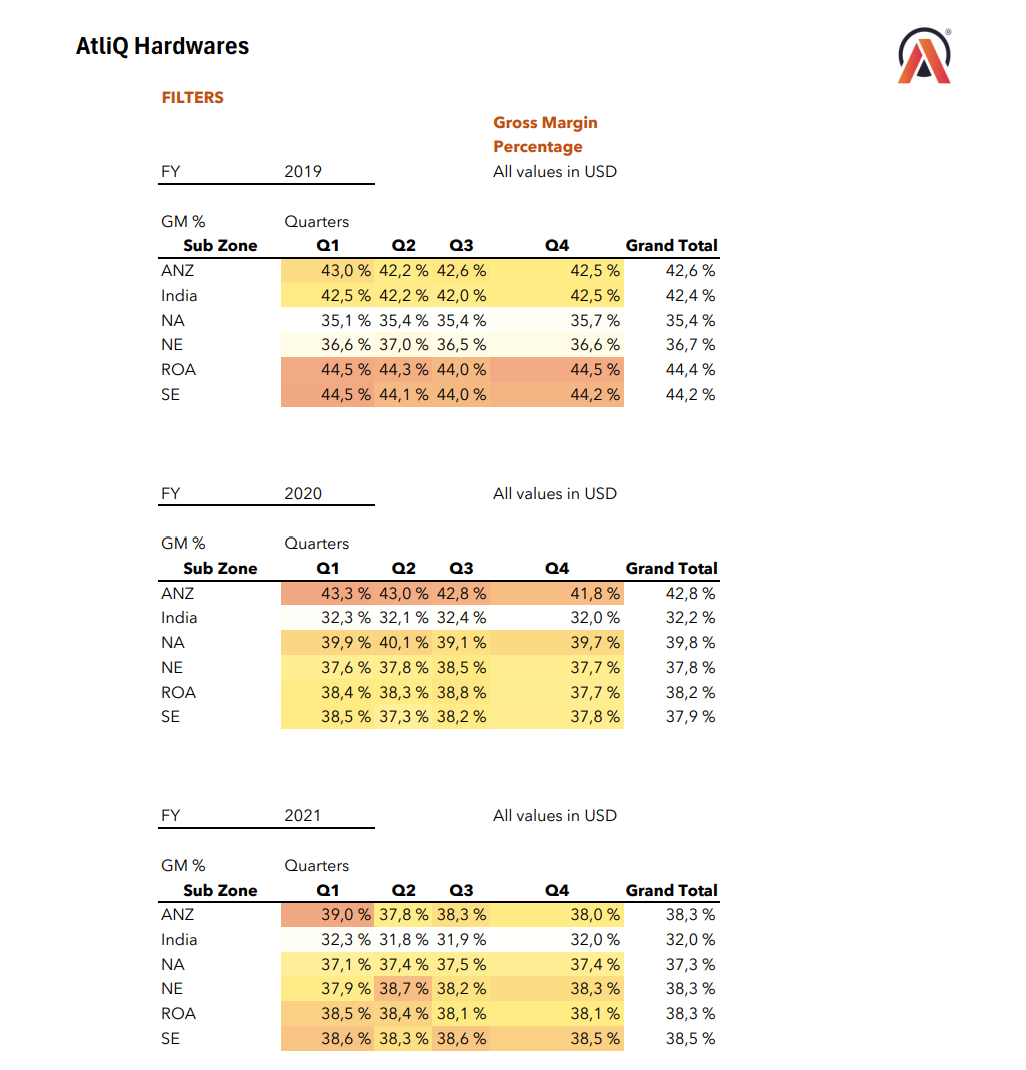 AtliQ Hardwares
®
FILTERS
Gross Margin
Percentage
FY 2019 All values in USD
GM % Quarters
Sub Zone Q1 Q2 Q3 Q4 Grand Total
ANZ 43,0 % 42,2 % 42,6 % 42,5 % 42,6 %
India 42,5 % 42,2 % 42,0 % 42,5 % 42,4 %
NA 35,1 % 35,4 % 35,4 % 35,7 % 35,4 %
NE 36,6 % 37,0 % 36,5 % 36,6 % 36,7 %
ROA 44,5 % 44,3 % 44,0 % 44,5 % 44,4 %
SE 44,5 % 44,1 % 44,0 % 44,2 % 44,2 %
FY 2020 All values in USD
GM % Quarters
Sub Zone Q1 Q2 Q3 Q4 Grand Total
ANZ 43,3 % 43,0 % 42,8 % 41,8 % 42,8 %
India 32,3 % 32,1 % 32,4 % 32,0 % 32,2 %
NA 39,9 % 40,1 % 39,1 % 39,7 % 39,8 %
NE 37,6 % 37,8 % 38,5 % 37,7 % 37,8 %
ROA 38,4 % 38,3 % 38,8 % 37,7 % 38,2 %
SE 38,5 % 37,3 % 38,2 % 37,8 % 37,9 %
FY 2021 All values in USD
GM % Quarters
Sub Zone Q1 Q2 Q3 Q4 Grand Total
ANZ 39,0 % 37,8 % 38,3 % 38,0 % 38,3 %
India 32,3 % 31,8 % 31,9 % 32,0 % 32,0 %
NA 37,1 % 37,4 % 37,5 % 37,4 % 37,3 %
NE 37,9 % 38,7 % 38,2 % 38,3 % 38,3 %
ROA 38,5 % 38,4 % 38,1 % 38,1 % 38,3 %
SE 38,6 % 38,3 % 38,6 % 38,5 % 38,5 %